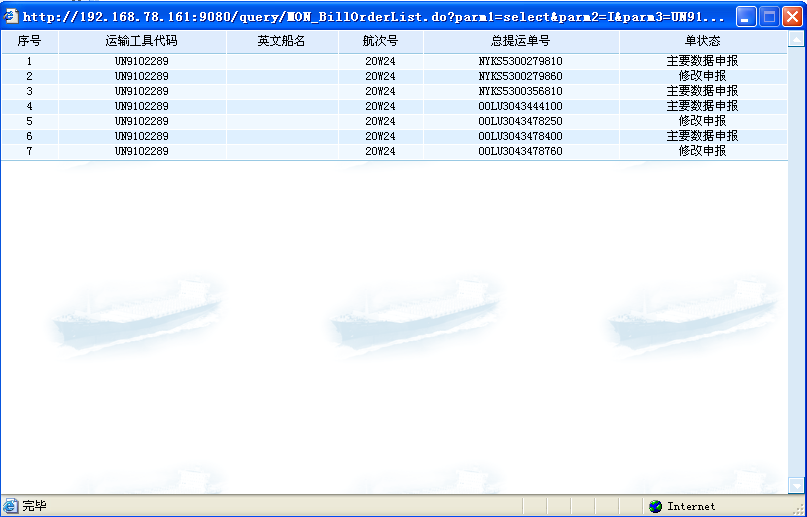 http://192.168.78.161:9080/query/MON_BillOrderList.do?parm1=select&parm2=I&parm3=UN91...
序号 运输工具代码 英文船名 航次号 总提运单号 单状态
1 UN9102289 20W24 NYKS5300279810 主要数据申报
2 UN9102289 20W24 NYKS5300279860 修改申报
3 UN9102289 20W24 NYKS5300356810 主要数据申报
4 UN9102289 20W24 OOLU3043444100 主要数据申报
5 UN9102289 20W24 OOLU3043478250 修改申报
6 UN9102289 20W24 OOLU3043478400 主要数据申报
7 UN9102289 20W24 OOLU3043478760 修改申报
完毕 Internet